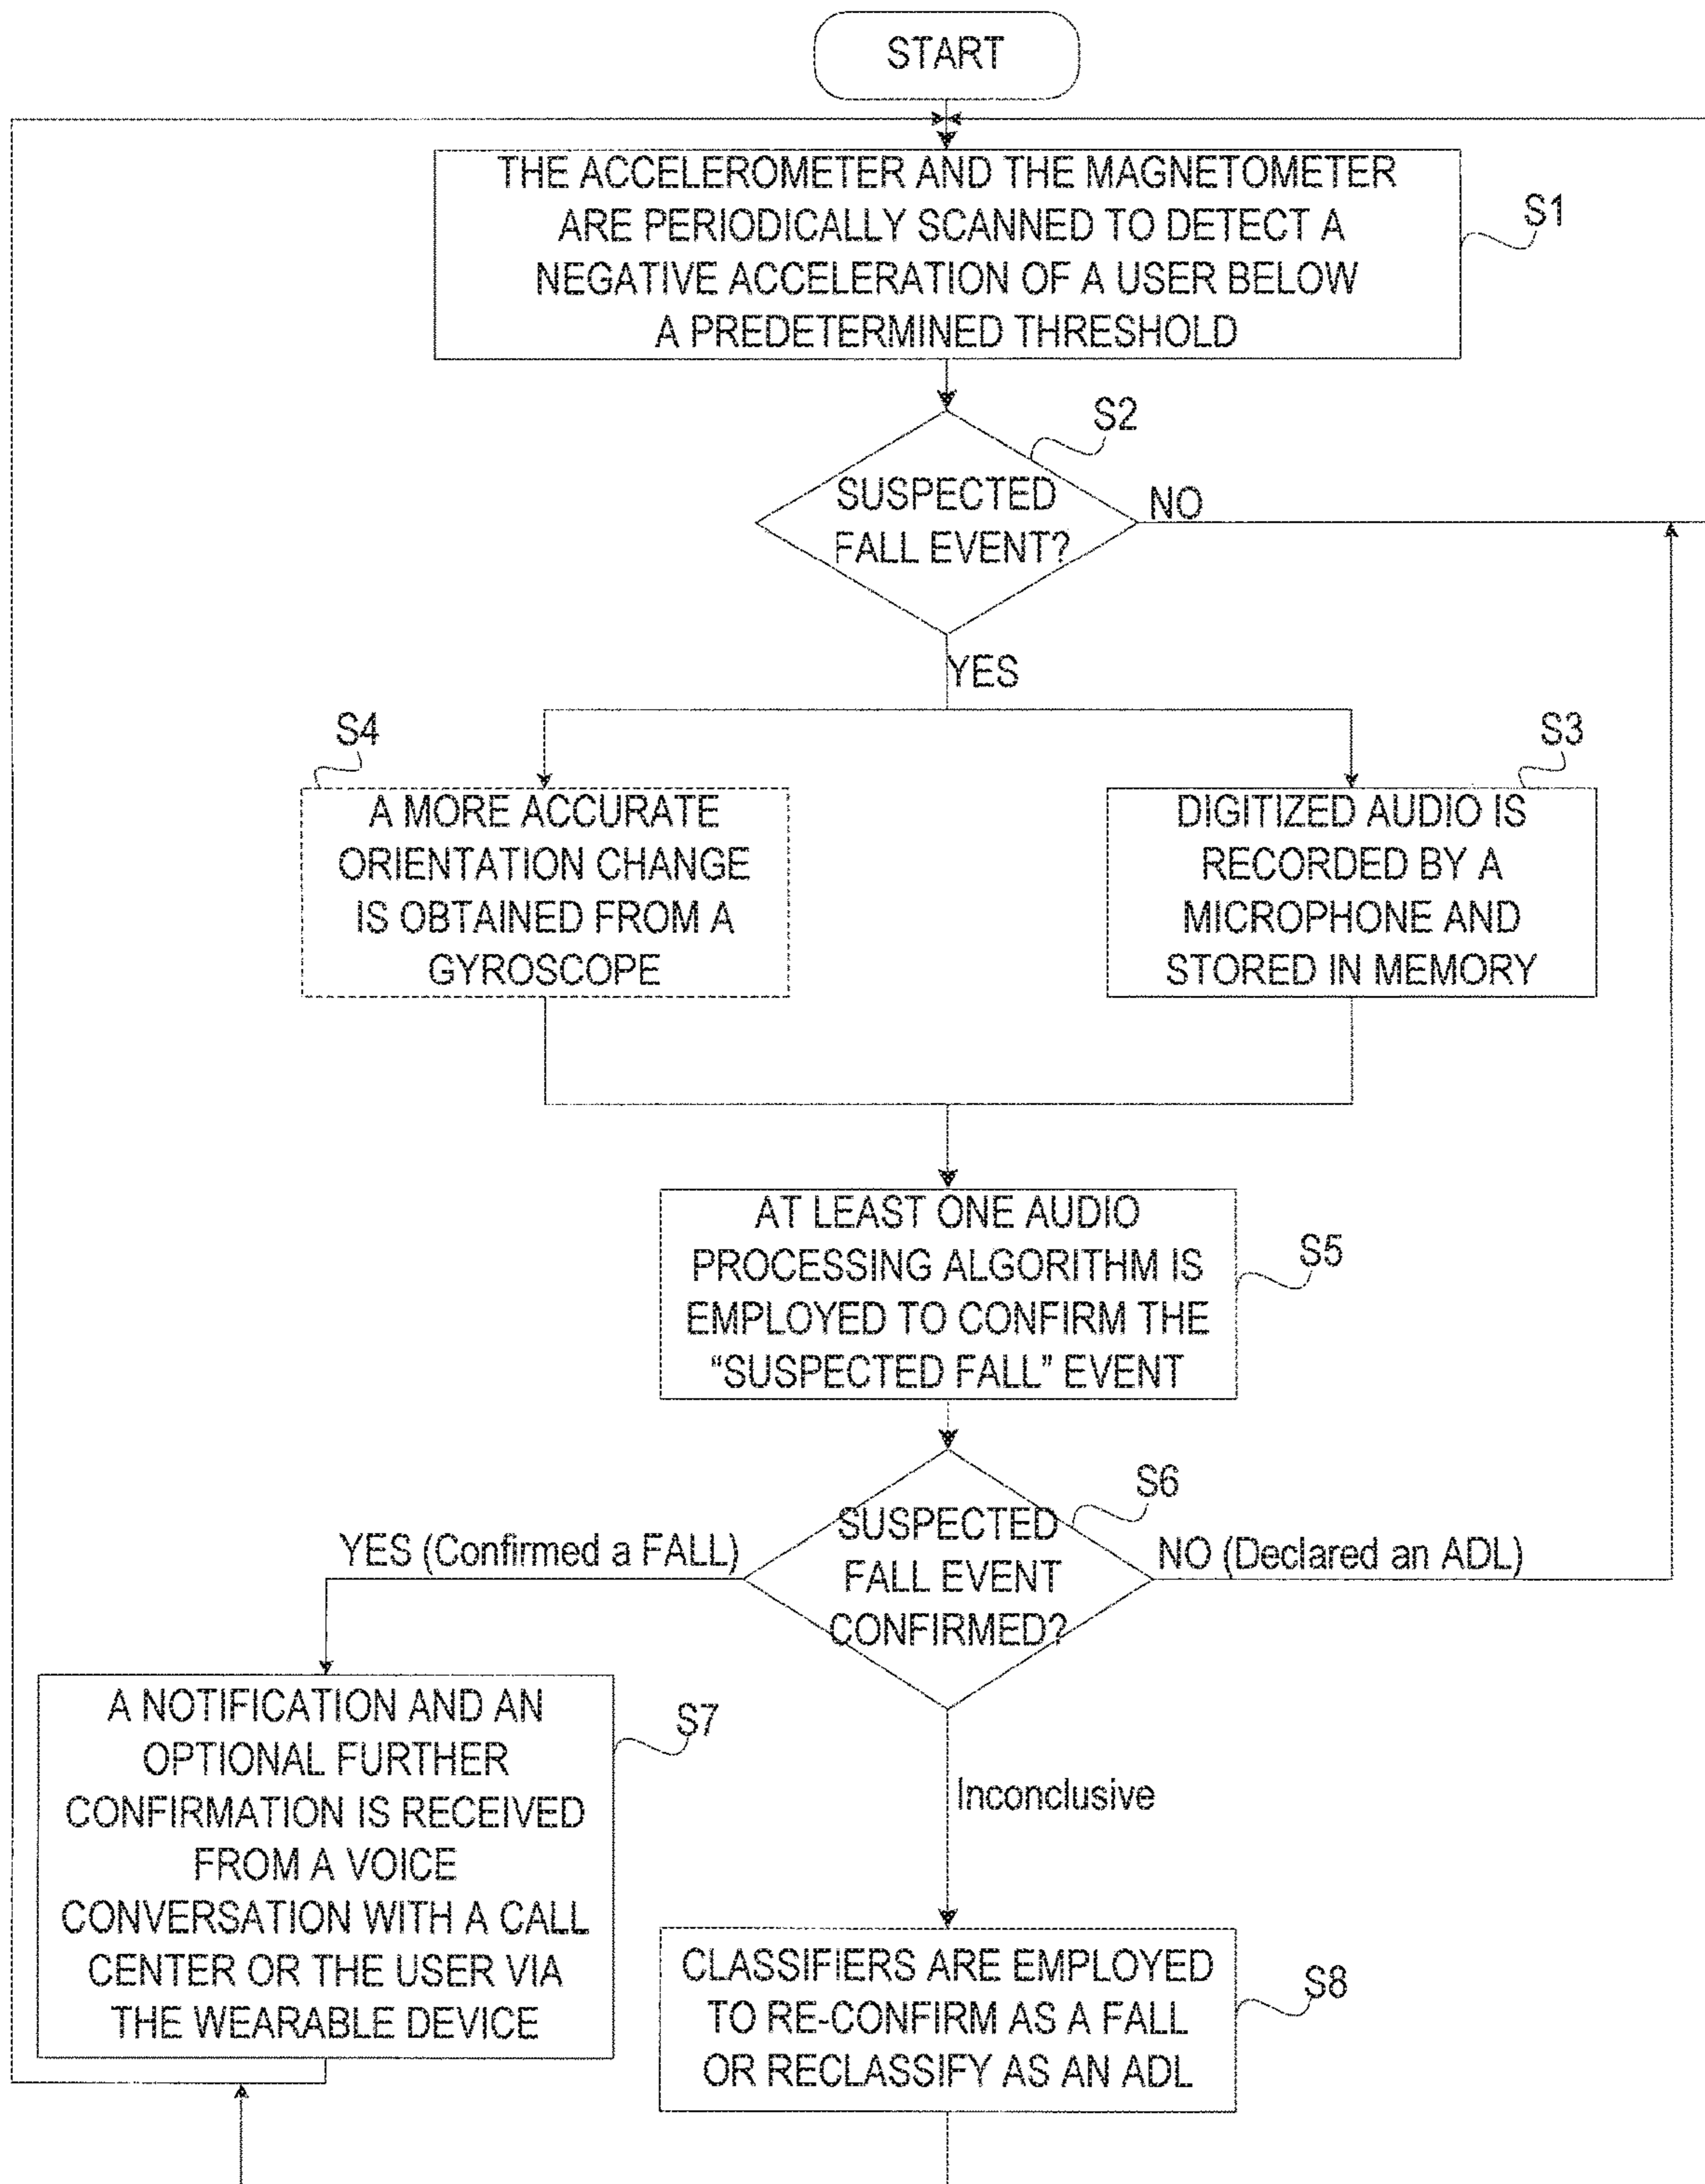 START
THE ACCELEROMETER AND THE MAGNETOMETER
ARE PERIODICALLY SCANNED TO DETECT A
NEGATIVE ACCELERATION OF A USER BELOW
A PREDETERMINED THRESHOLD
S1
S2
SUSPECTED
FALL EVENT?
NO
YES
S4
A MORE ACCURATE
ORIENTATION CHANGE
IS OBTAINED FROM A
GYROSCOPE
S3
DIGITIZED AUDIO IS
RECORDED BY A
MICROPHONE AND
STORED IN MEMORY
AT LEAST ONE AUDIO
PROCESSING ALGORITHM IS
EMPLOYED TO CONFIRM THE
“SUSPECTED FALL” EVENT
S5
S6
SUSPECTED
FALL EVENT
CONFIRMED?
YES (Confirmed a FALL)
NO (Declared an ADL)
A NOTIFICATION AND AN
OPTIONAL FURTHER
CONFIRMATION IS RECEIVED
FROM A VOICE
CONVERSATION WITH A CALL
CENTER OR THE USER VIA
THE WEARABLE DEVICE
S7
Inconclusive
CLASSIFIERS ARE EMPLOYED
TO RE-CONFIRM AS A FALL
OR RECLASSIFY AS AN ADL
S8